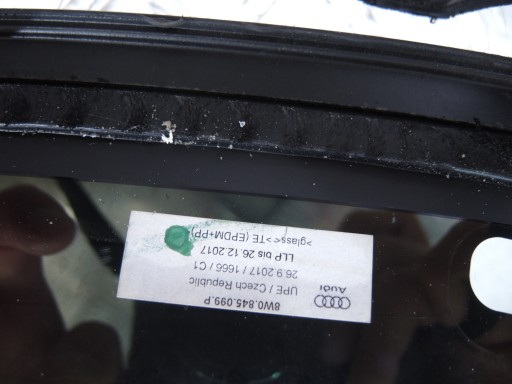 8W0.845.099.P
UPE / Czech Republic
Audi
26.9.2017 / 1666 / C1
LLP bis 26.12.2017
>glass<>TE (EPDM+PP)